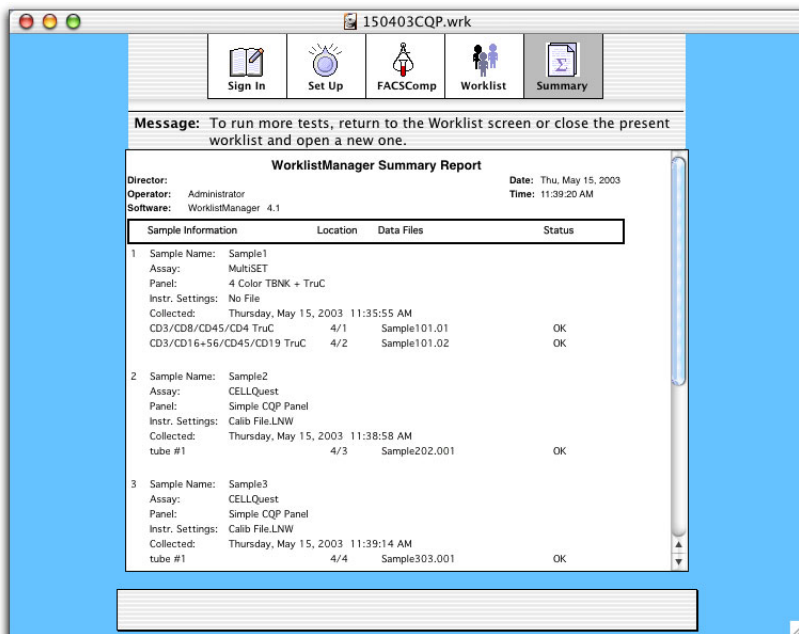 150403CQP.wrk
Sign In Set Up FACSComp Worklist Summary
Message: To run more tests, return to the Worklist screen or close the present
worklist and open a new one.
WorklistManager Summary Report
Director: Date: Thu, May 15, 2003
Operator: Administrator Time: 11:39:20 AM
Software: WorklistManager 4.1
Sample Information Location Data Files Status
1 Sample Name: Sample1
Assay: MultiSET
Panel: 4 Color TBNK + TruC
Instr. Settings: No File
Collected: Thursday, May 15, 2003 11:35:55 AM
CD3/CD8/CD45/CD4 TruC 4/1 Sample101.01 OK
CD3/CD16+56/CD45/CD19 TruC 4/2 Sample101.02 OK
2 Sample Name: Sample2
Assay: CELLQuest
Panel: Simple CQP Panel
Instr. Settings: Calib File.LNW
Collected: Thursday, May 15, 2003 11:38:58 AM
tube #1 4/3 Sample202.001 OK
3 Sample Name: Sample3
Assay: CELLQuest
Panel: Simple CQP Panel
Instr. Settings: Calib File.LNW
Collected: Thursday, May 15, 2003 11:39:14 AM
tube #1 4/4 Sample303.001 OK